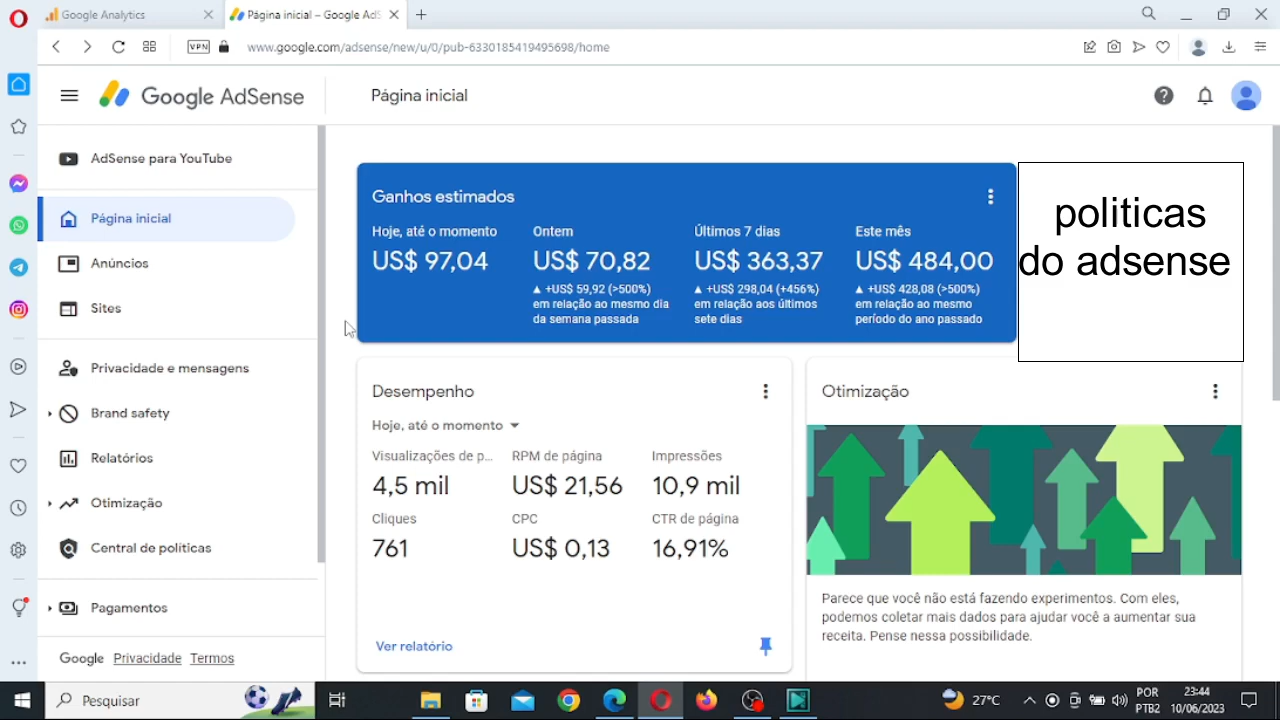 Google Analytics
Página inicial – Google AdS
VPN
www.google.com/adsense/new/u/0/pub-6330185419495698/home
Google AdSense
Página inicial
AdSense para YouTube
Página inicial
Anúncios
Sites
Privacidade e mensagens
Brand safety
Relatórios
Otimização
Central de políticas
Pagamentos
Google Privacidade Termos
Ganhos estimados
Hoje, até o momento
US$ 97,04
Ontem
US$ 70,82
▲ +US$ 59,92 (>500%)
em relação ao mesmo dia
da semana passada
Últimos 7 dias
US$ 363,37
▲ +US$ 298,04 (+456%)
em relação aos últimos
sete dias
Este mês
US$ 484,00
▲ +US$ 428,08 (>500%)
em relação ao mesmo
período do ano passado
politicas
do adsense
Desempenho
Hoje, até o momento
Visualizações de p...
4,5 mil
RPM de página
US$ 21,56
Impressões
10,9 mil
Cliques
761
CPC
US$ 0,13
CTR de página
16,91%
Ver relatório
Otimização
Parece que você não está fazendo experimentos. Com eles,
podemos coletar mais dados para ajudar você a aumentar sua
receita. Pense nessa possibilidade.
Pesquisar
27°C
POR
PTB2
23:44
10/06/2023